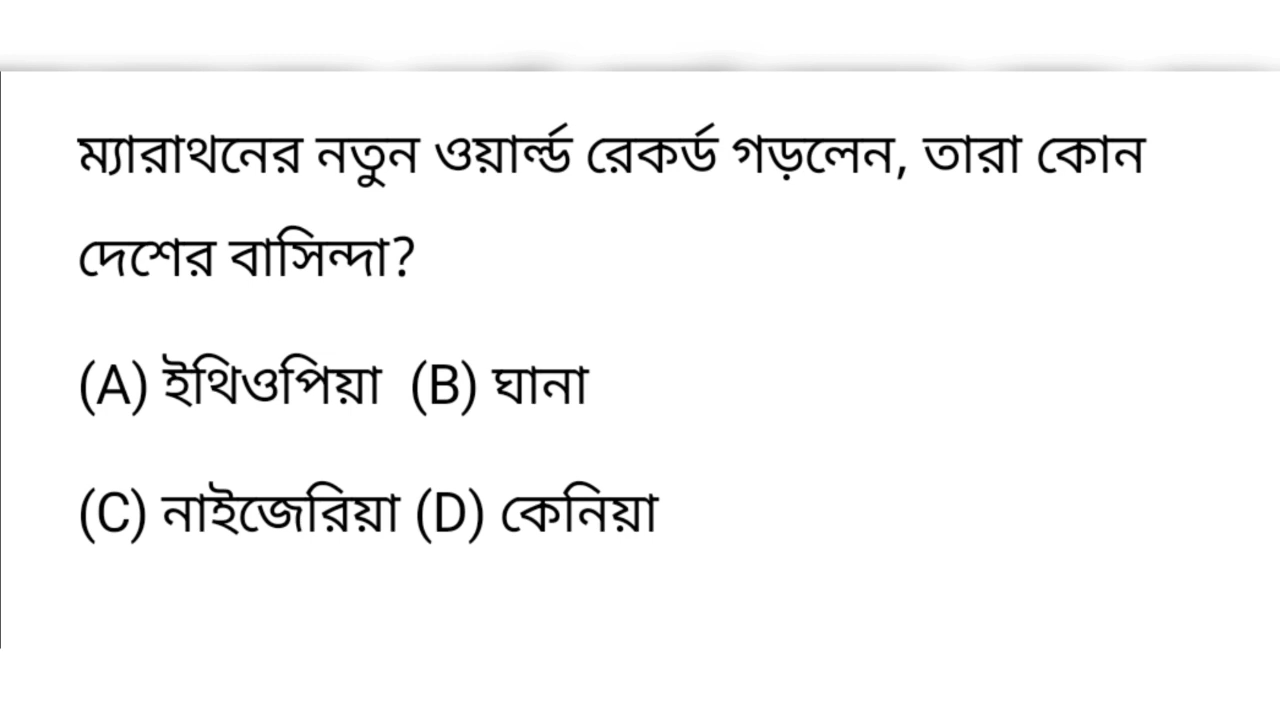 ম্যারাথনের নতুন ওয়ার্ল্ড রেকর্ড গড়লেন, তারা কোন
দেশের বাসিন্দা?
(A) ইথিওপিয়া (B) ঘানা
(C) নাইজেরিয়া (D) কেনিয়া